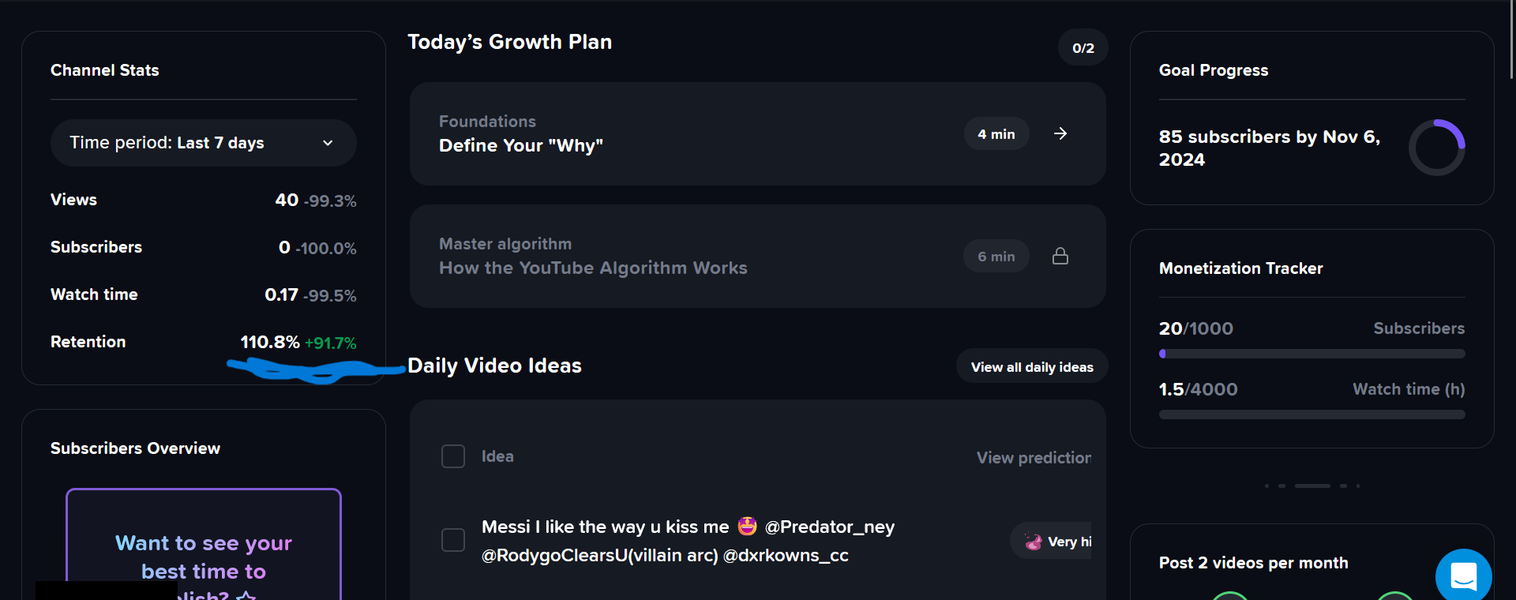 Channel Stats
Time period: Last 7 days
Views 40 -99.3%
Subscribers 0 -100.0%
Watch time 0.17 -99.5%
Retention 110.8% +91.7%
Subscribers Overview
Want to see your
best time to
Today's Growth Plan
0/2
Foundations
Define Your "Why"
4 min
Master algorithm
How the YouTube Algorithm Works
6 min
Daily Video Ideas
View all daily ideas
Idea
View prediction
Messi I like the way u kiss me 🤩 @Predator_ney
@RodygoClearsU(villain arc) @dxrkowns_cc
Very hi
Goal Progress
85 subscribers by Nov 6,
2024
Monetization Tracker
20/1000 Subscribers
1.5/4000 Watch time (h)
Post 2 videos per month